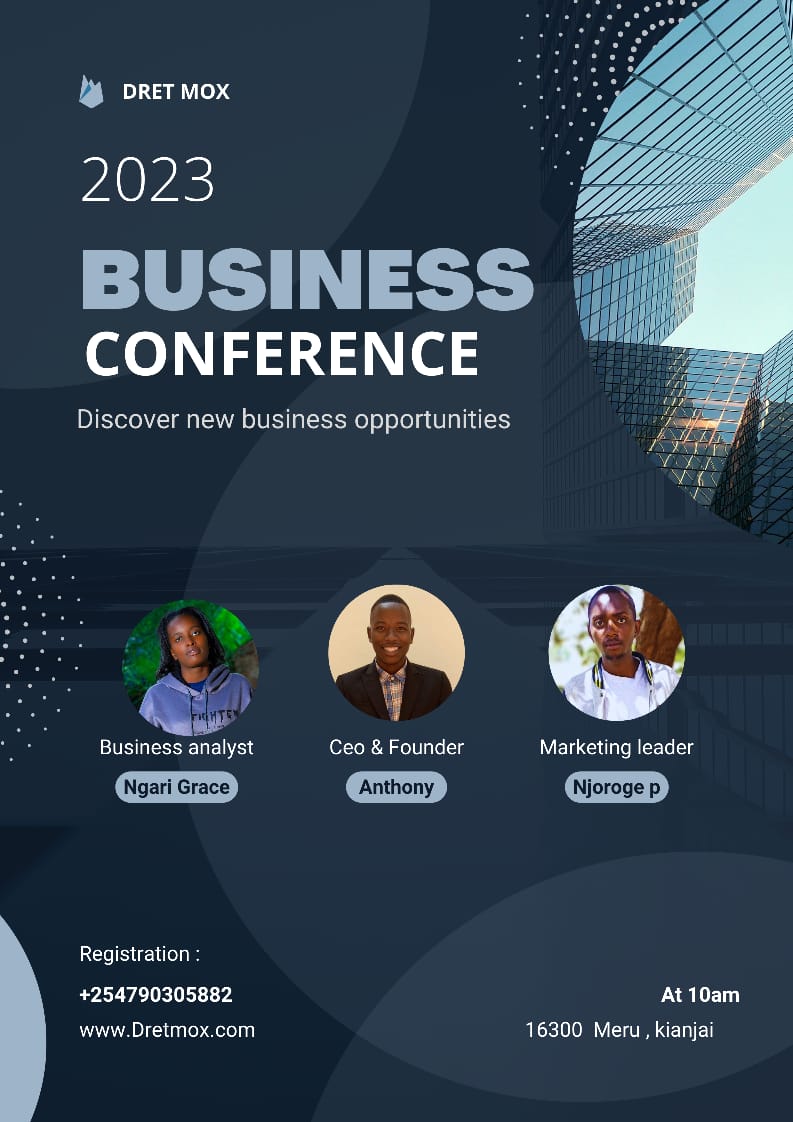 DRET MOX
2023
BUSINESS
CONFERENCE
Discover new business opportunities
FIGHTEN
Business analyst
Ceo & Founder
Marketing leader
Ngari Grace
Anthony
Njoroge p
Registration :
+254790305882
At 10am
www.Dretmox.com
16300 Meru , kianjai